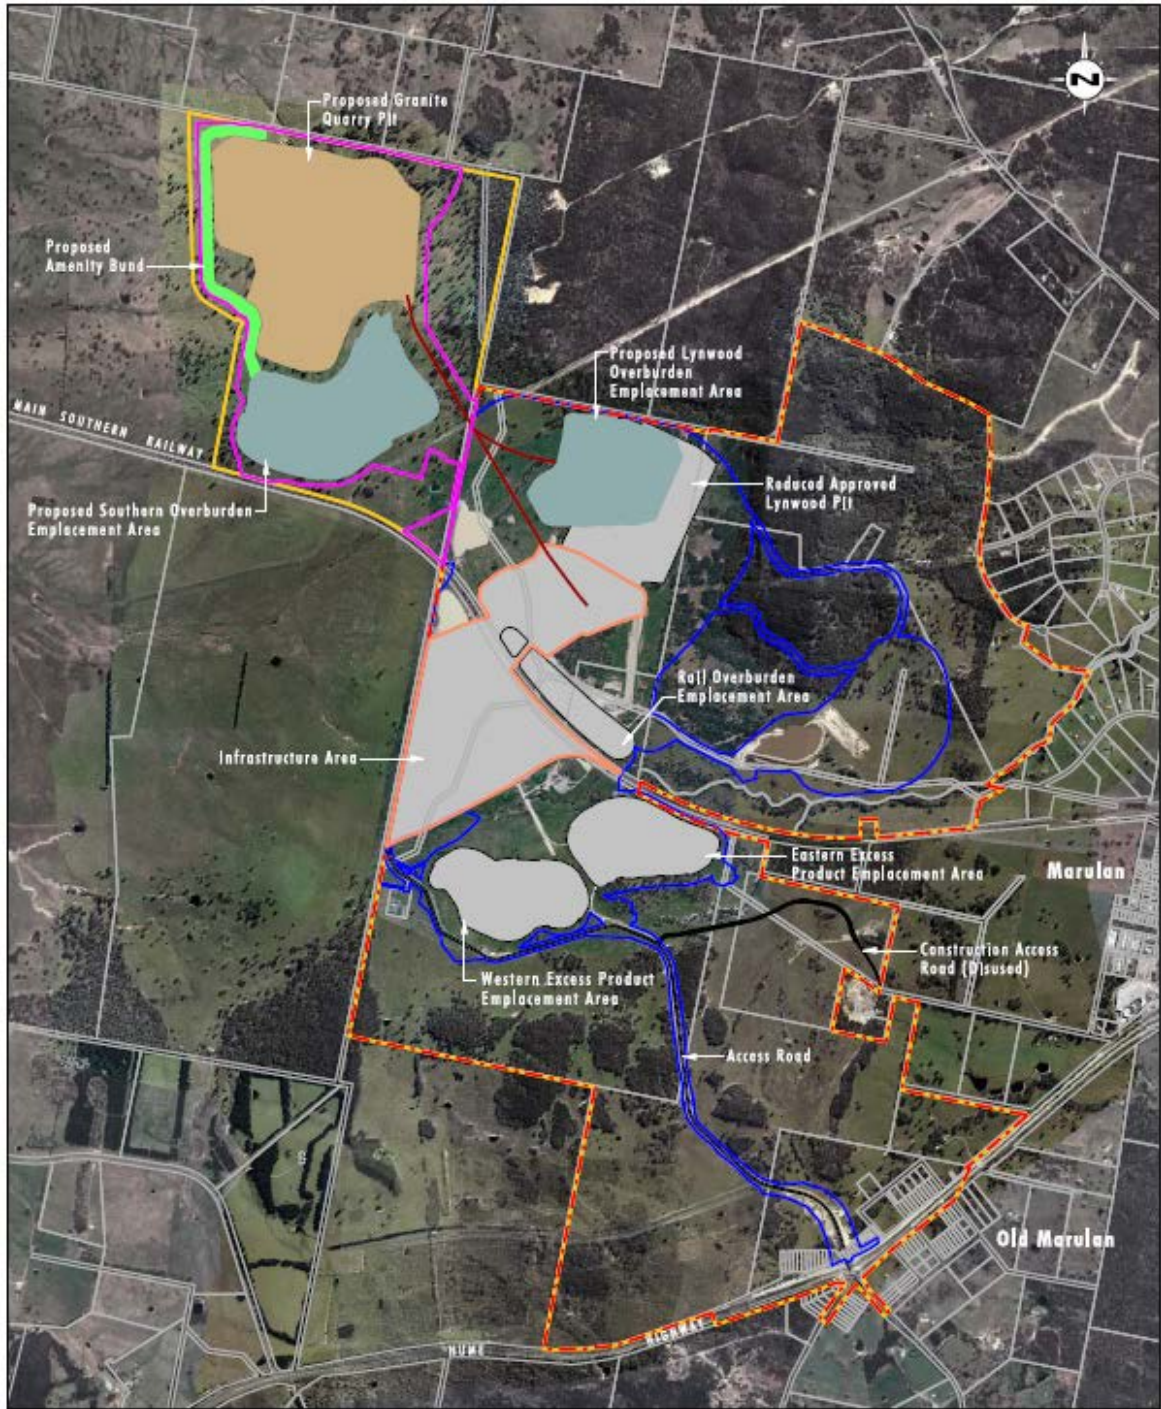 N
Proposed Granite
Quarry Pit
Proposed
Amenity Bund
Proposed Lynwood
Overburden
Emplacement Area
MAIN SOUTHERN RAILWAY
Reduced Approved
Lynwood Pit
Proposed Southern Overburden
Emplacement Area
Rail Overburden
Emplacement Area
Infrastructure Area
Eastern Excess
Product Emplacement Area
Marulan
Construction Access
Road (Disused)
Western Excess Product
Emplacement Area
Access Road
Old Marulan
HUME HIGHWAY